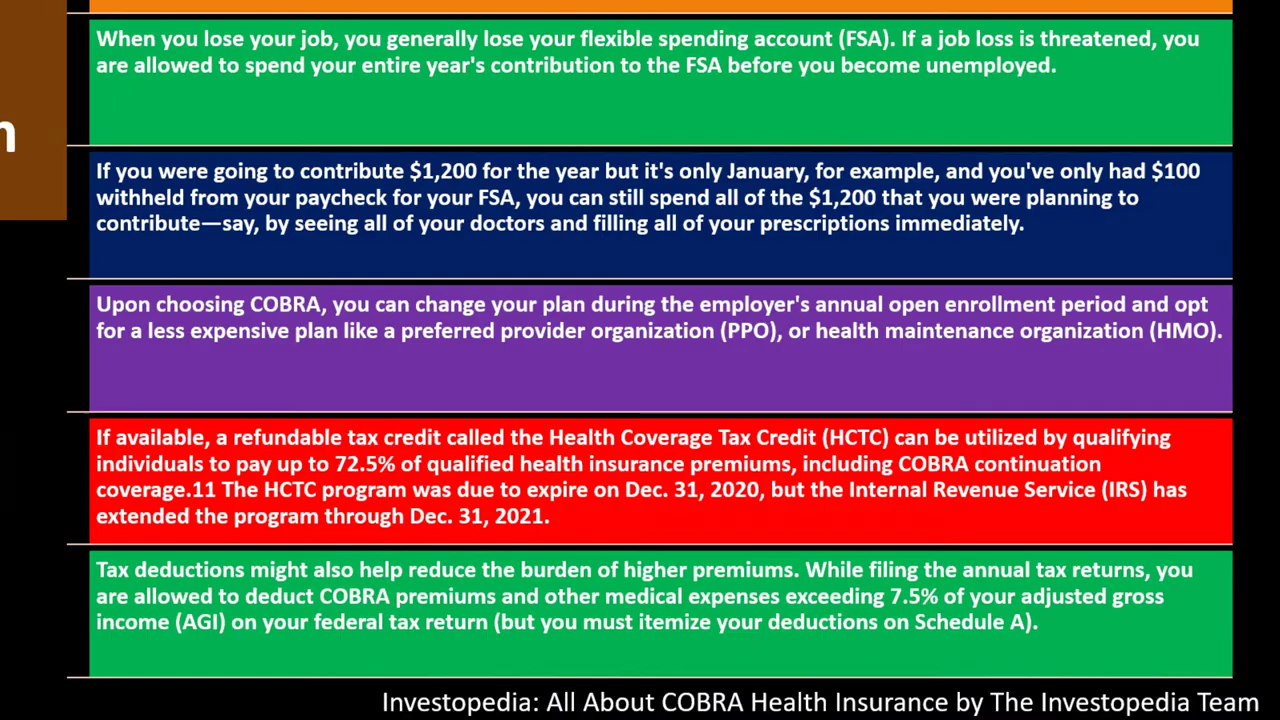 n
When you lose your job, you generally lose your flexible spending account (FSA). If a job loss is threatened, you
are allowed to spend your entire year's contribution to the FSA before you become unemployed.
If you were going to contribute $1,200 for the year but it's only January, for example, and you've only had $100
withheld from your paycheck for your FSA, you can still spend all of the $1,200 that you were planning to
contribute—say, by seeing all of your doctors and filling all of your prescriptions immediately.
Upon choosing COBRA, you can change your plan during the employer's annual open enrollment period and opt
for a less expensive plan like a preferred provider organization (PPO), or health maintenance organization (HMO).
If available, a refundable tax credit called the Health Coverage Tax Credit (HCTC) can be utilized by qualifying
individuals to pay up to 72.5% of qualified health insurance premiums, including COBRA continuation
coverage.11 The HCTC program was due to expire on Dec. 31, 2020, but the Internal Revenue Service (IRS) has
extended the program through Dec. 31, 2021.
Tax deductions might also help reduce the burden of higher premiums. While filing the annual tax returns, you
are allowed to deduct COBRA premiums and other medical expenses exceeding 7.5% of your adjusted gross
income (AGI) on your federal tax return (but you must itemize your deductions on Schedule A).
Investopedia: All About COBRA Health Insurance by The Investopedia Team